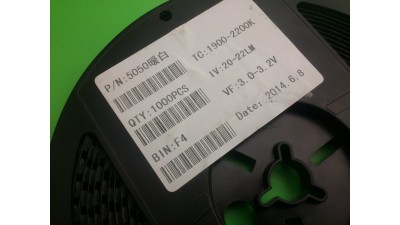 P/N:5050暖白
TC:1900-2200K
IV:20-22LM
QTY:1000PCS
VF:3.0-3.2V
BIN:F4
Date: 2014.6.8